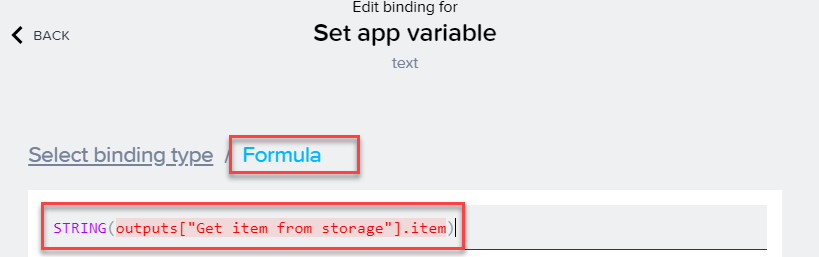 Edit binding for
BACK
Set app variable
text
Select binding type / Formula
STRING(outputs["Get item from storage"].item)